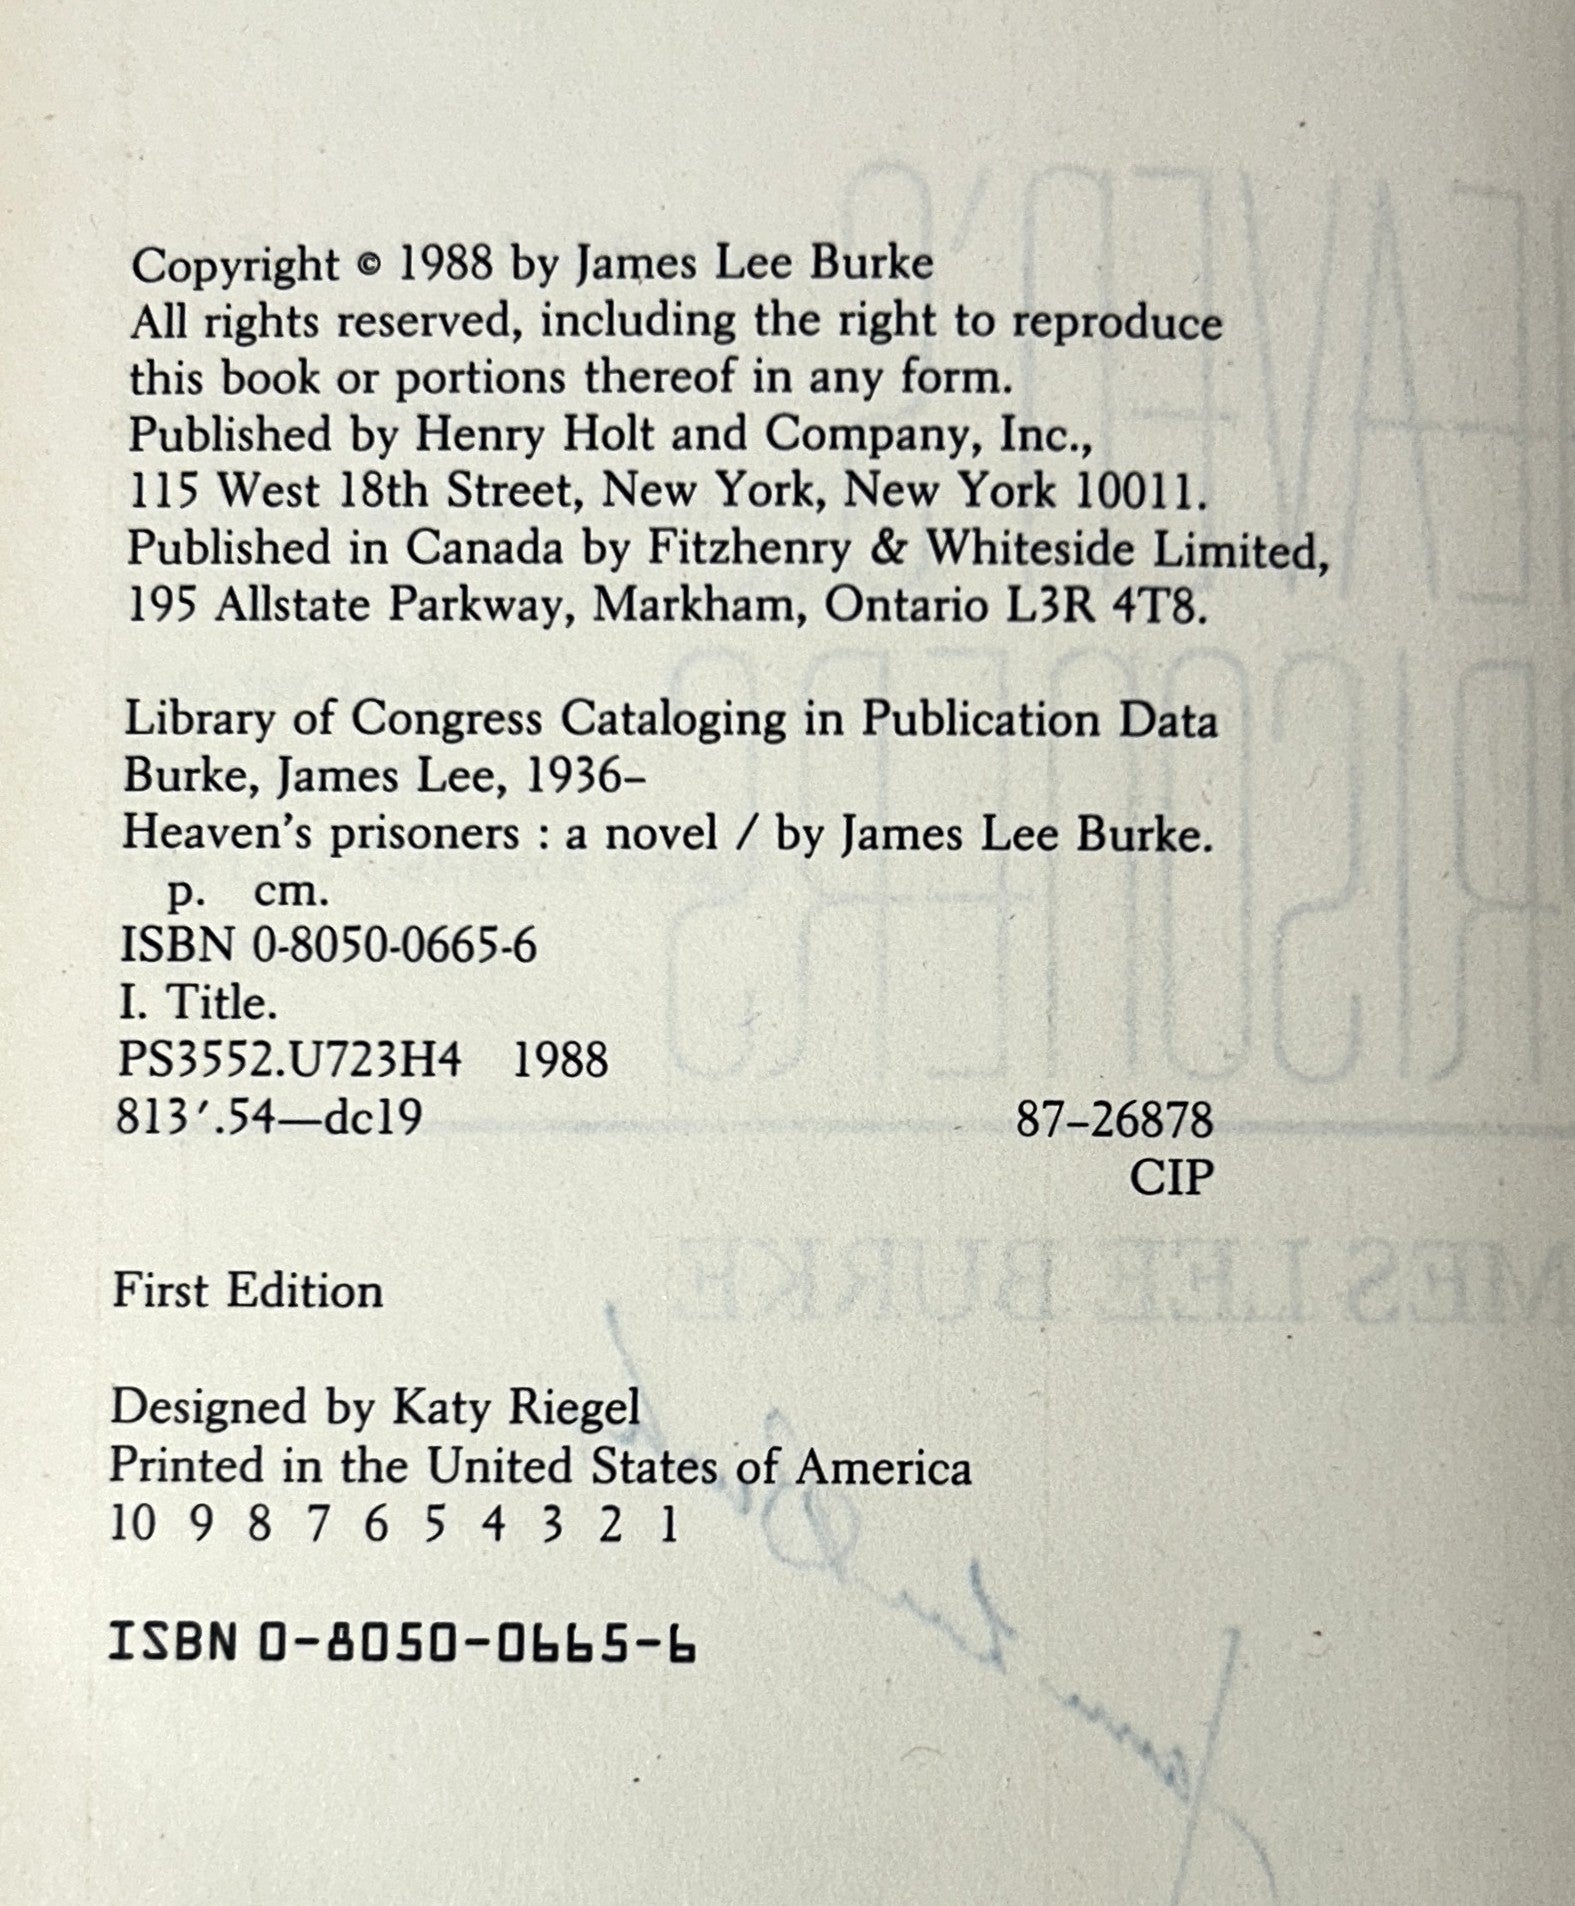 Copyright © 1988 by James Lee Burke
All rights reserved, including the right to reproduce
this book or portions thereof in any form.
Published by Henry Holt and Company, Inc.,
115 West 18th Street, New York, New York 10011.
Published in Canada by Fitzhenry & Whiteside Limited,
195 Allstate Parkway, Markham, Ontario L3R 4T8.
Library of Congress Cataloging in Publication Data
Burke, James Lee, 1936–
Heaven's prisoners : a novel / by James Lee Burke.
p. cm.
ISBN 0-8050-0665-6
I. Title.
PS3552.U723H4 1988
813′.54—dc19
87–26878
CIP
First Edition
Designed by Katy Riegel
Printed in the United States of America
10 9 8 7 6 5 4 3 2 1
ISBN 0-8050-0665-6